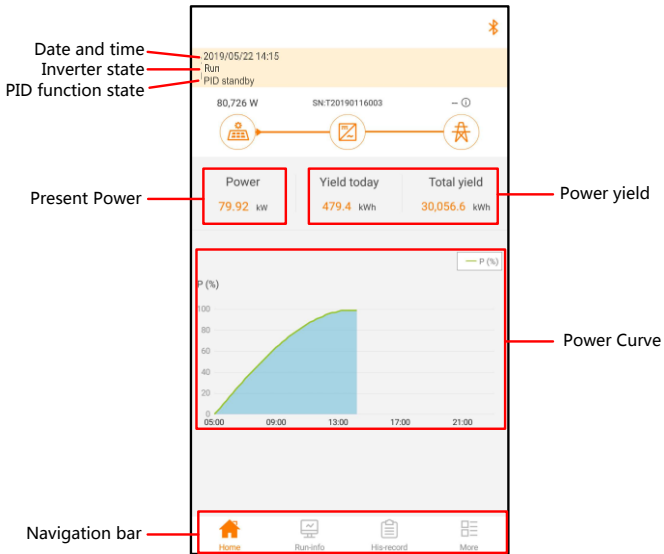 Date and time
2019/05/22 14:15
Inverter state
Run
PID function state
PID standby
80,726 W
SN:T20190116003
--
Present Power
Power
Yield today
Total yield
Power yield
79.92 kW
479.4 kWh
30,056.6 kWh
P (%)
P (%)
100
80
60
40
20
0
05:00 09:00 13:00 17:00 21:00
Power Curve
Navigation bar
Home
Run-info
His-record
More